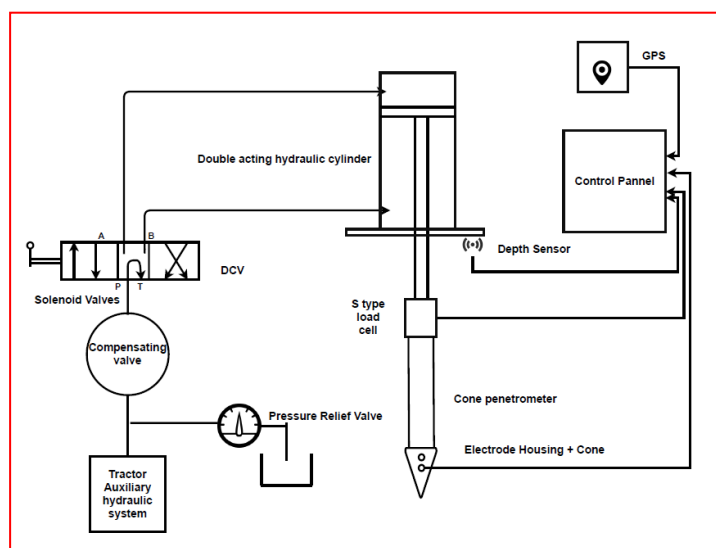 GPS
Double acting hydraulic cylinder
Control Pannel
A
B
Depth Sensor
DCV
P
T
Solenoid Valves
S type
load
cell
Compensating
valve
Cone penetrometer
Pressure Relief Valve
Electrode Housing + Cone
Tractor
Auxiliary
hydraulic
system